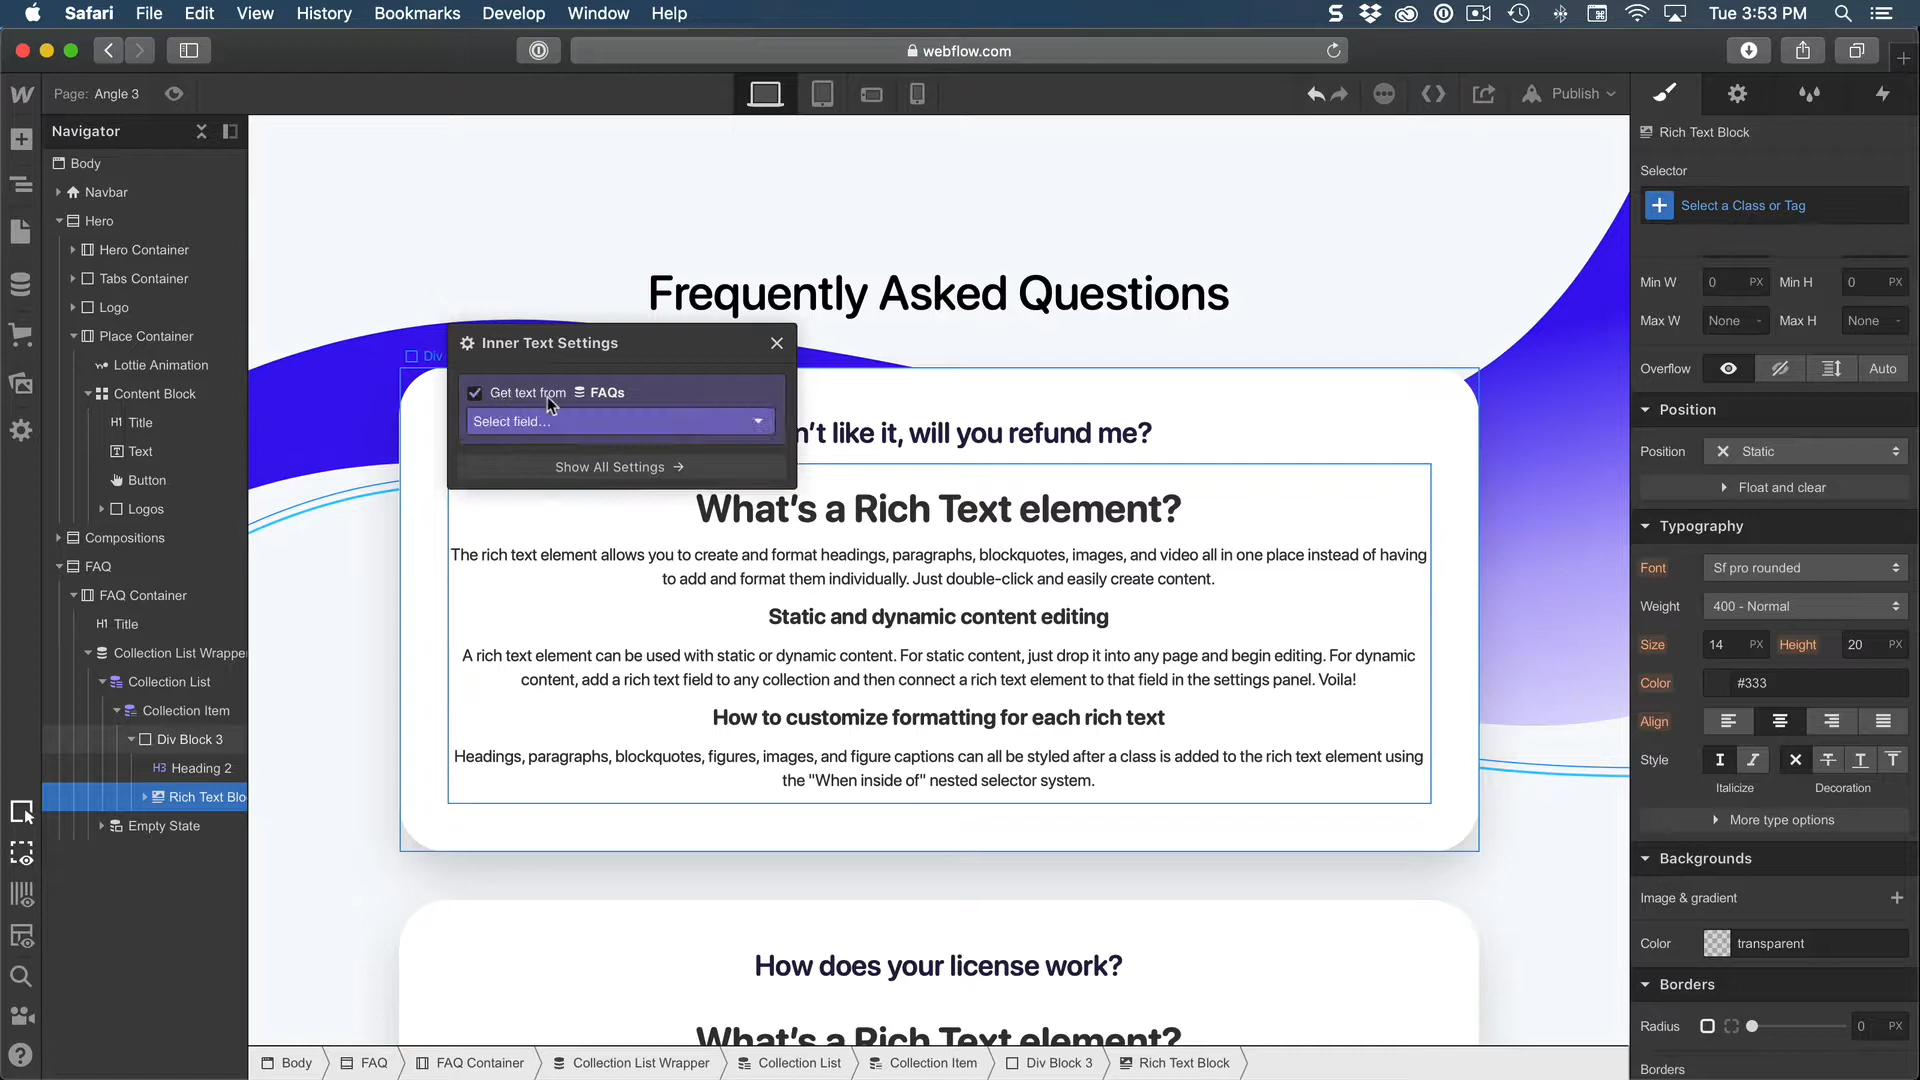 Safari File Edit View History Bookmarks Develop Window Help
Tue 3:53 PM
webflow.com
Page: Angle 3
Publish
Navigator
Body
Navbar
Hero
Hero Container
Tabs Container
Logo
Place Container
Lottie Animation
Content Block
H1 Title
Text
Button
Logos
Compositions
FAQ
FAQ Container
H1 Title
Collection List Wrappe
Collection List
Collection Item
Div Block 3
H3 Heading 2
Rich Text Blo
Empty State
Frequently Asked Questions
Div
Inner Text Settings
Get text from FAQs
Select field...
Show All Settings
n't like it, will you refund me?
What's a Rich Text element?
The rich text element allows you to create and format headings, paragraphs, blockquotes, images, and video all in one place instead of having
to add and format them individually. Just double-click and easily create content.
Static and dynamic content editing
A rich text element can be used with static or dynamic content. For static content, just drop it into any page and begin editing. For dynamic
content, add a rich text field to any collection and then connect a rich text element to that field in the settings panel. Voila!
How to customize formatting for each rich text
Headings, paragraphs, blockquotes, figures, images, and figure captions can all be styled after a class is added to the rich text element using
the "When inside of" nested selector system.
How does your license work?
What's a Rich Text element?
Body FAQ FAQ Container Collection List Wrapper Collection List Collection Item Div Block 3 Rich Text Block
Rich Text Block
Selector
Select a Class or Tag
Min W 0 PX Min H 0 PX
Max W None - Max H None -
Overflow Auto
Position
Position Static
Float and clear
Typography
Font Sf pro rounded
Weight 400 - Normal
Size 14 PX Height 20 PX
Color #333
Align
Style
Italicize Decoration
More type options
Backgrounds
Image & gradient
Color transparent
Borders
Radius 0 PX
Borders